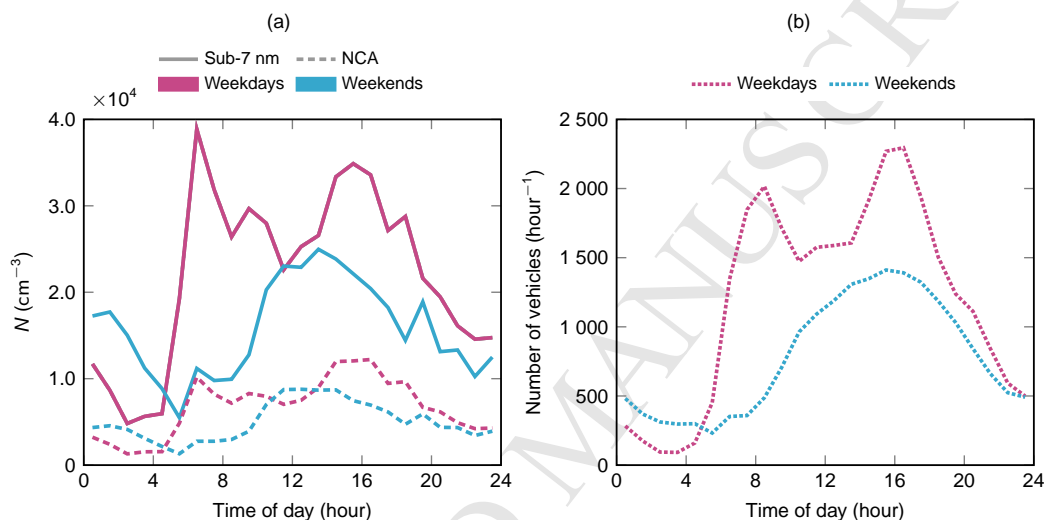 (a)
Sub-7 nm NCA
Weekdays Weekends
×10⁴
4.0
3.0
2.0
1.0
0
N (cm⁻³)
0 4 8 12 16 20 24
Time of day (hour)
(b)
Weekdays Weekends
2 500
2 000
1 500
1 000
500
0
Number of vehicles (hour⁻¹)
0 4 8 12 16 20 24
Time of day (hour)
D MANUSCR